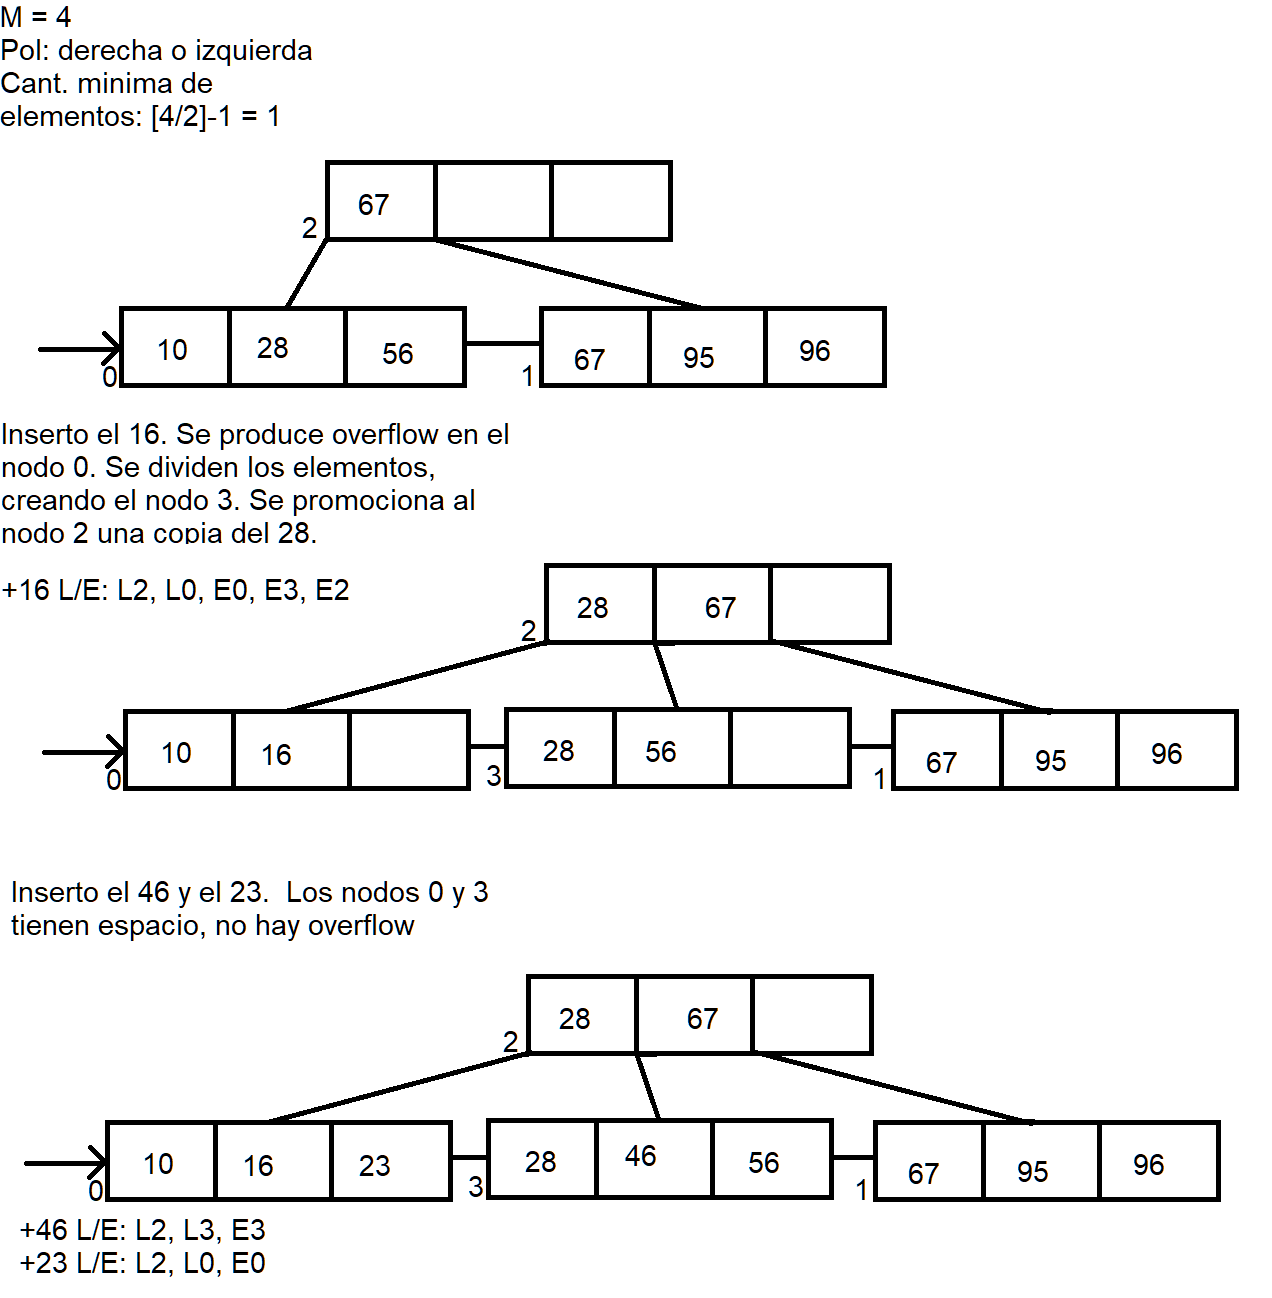 M = 4
Pol: derecha o izquierda
Cant. minima de
elementos: [4/2]-1 = 1
67
2
10 28 56 67 95 96
0 1
Inserto el 16. Se produce overflow en el
nodo 0. Se dividen los elementos,
creando el nodo 3. Se promociona al
nodo 2 una copia del 28.
+16 L/E: L2, L0, E0, E3, E2
28 67
2
10 16 28 56 67 95 96
0 3 1
Inserto el 46 y el 23.  Los nodos 0 y 3
tienen espacio, no hay overflow
28 67
2
10 16 23 28 46 56 67 95 96
0 3 1
+46 L/E: L2, L3, E3
+23 L/E: L2, L0, E0